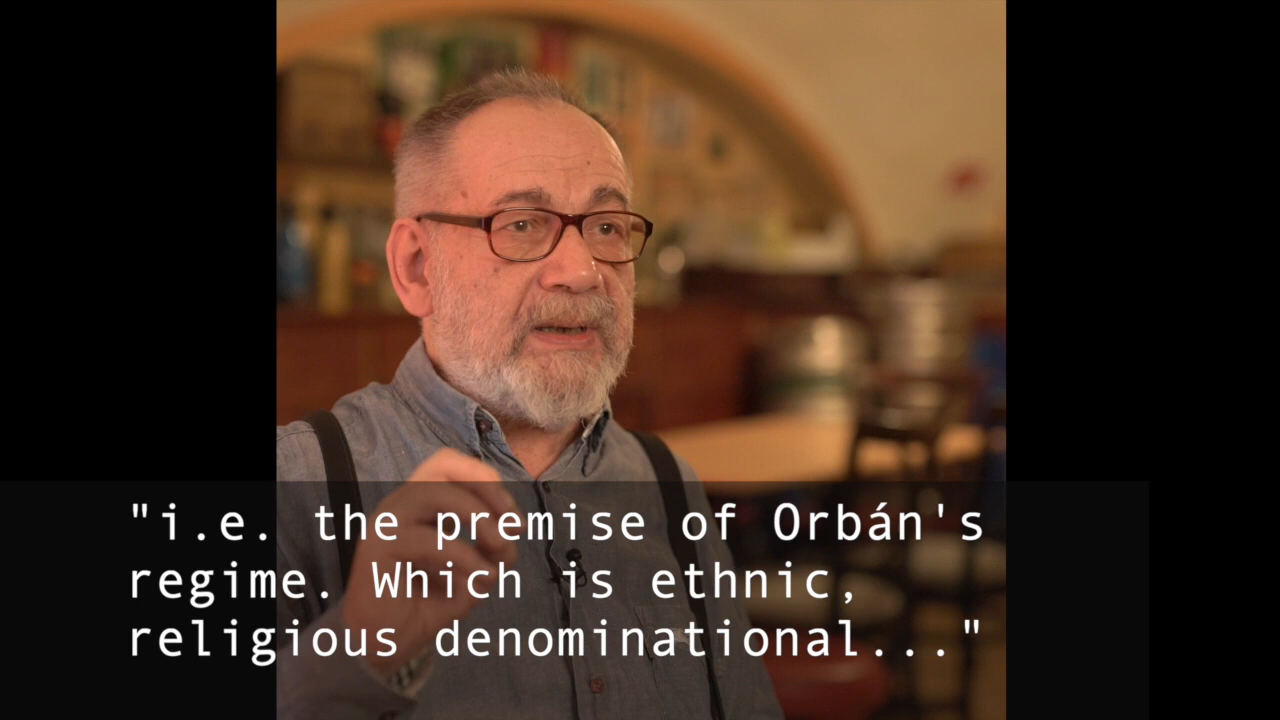 "i.e. the premise of Orbán's
regime. Which is ethnic,
religious denominational..."